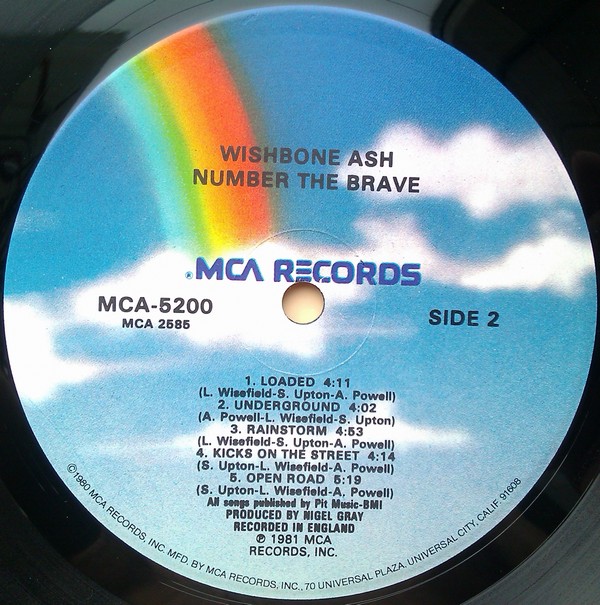 WISHBONE ASH
NUMBER THE BRAVE
® MCA RECORDS
MCA-5200
MCA 2585
SIDE 2
1. LOADED 4:11
(L. Wisefield-S. Upton-A. Powell)
2. UNDERGROUND 4:02
(A. Powell-L. Wisefield-S. Upton)
3. RAINSTORM 4:53
(L. Wisefield-S. Upton-A. Powell)
4. KICKS ON THE STREET 4:14
(S. Upton-L. Wisefield-A. Powell)
5. OPEN ROAD 5:19
(S. Upton-L. Wisefield-A. Powell)
All songs published by Pit Music-BMI
PRODUCED BY NIGEL GRAY
RECORDED IN ENGLAND
℗ 1981 MCA
RECORDS, INC.
©1980 MCA RECORDS, INC. MFD. BY MCA RECORDS, INC., 70 UNIVERSAL PLAZA, UNIVERSAL CITY, CALIF. 91608